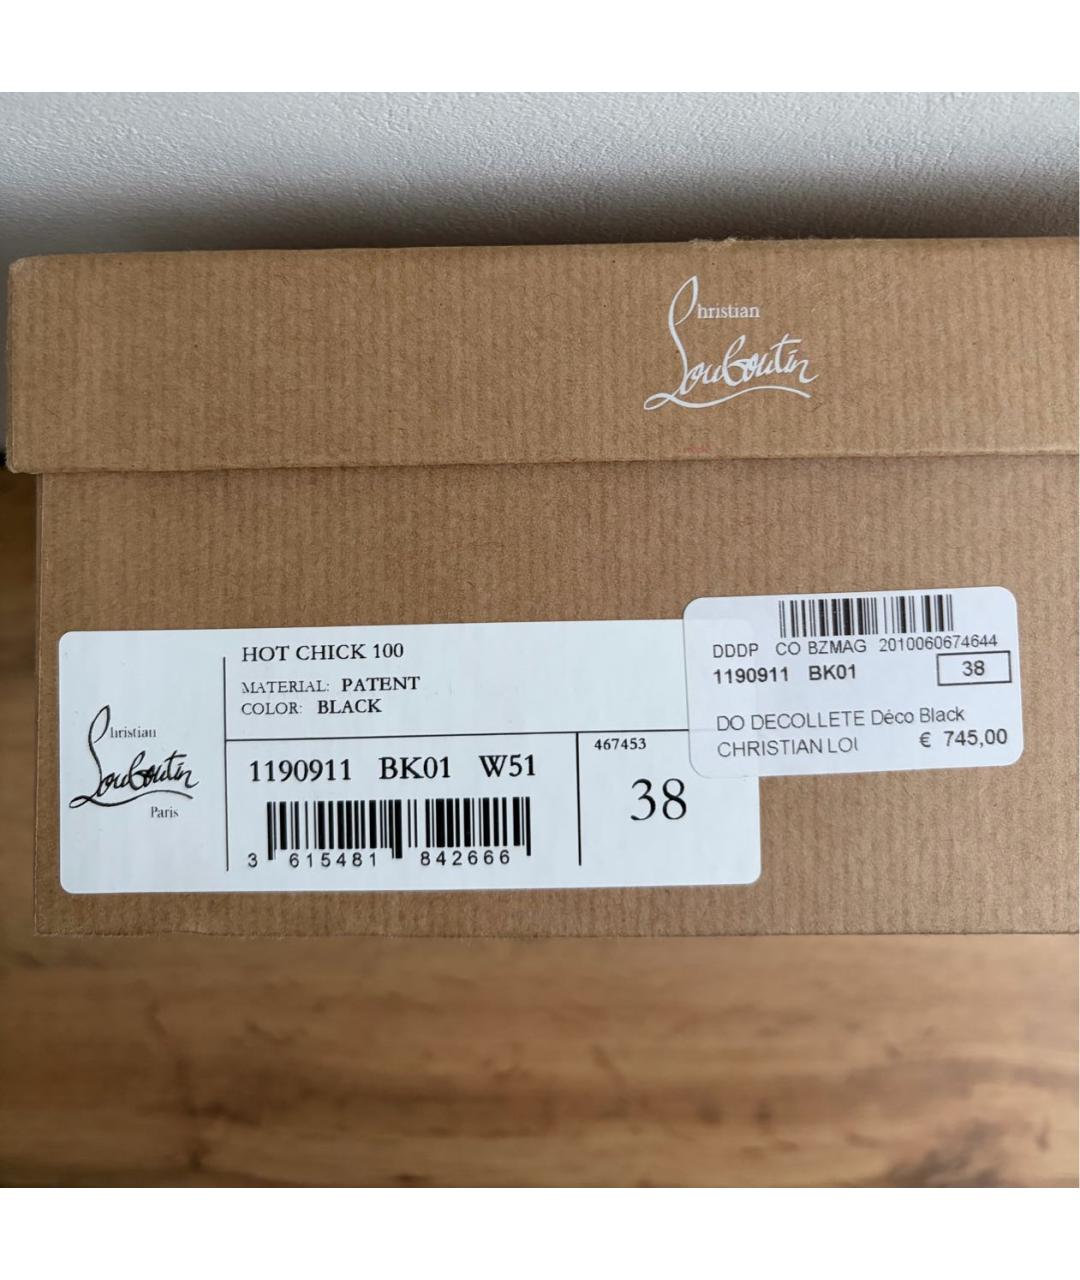 Christian
Louboutin
HOT CHICK 100
MATERIAL: PATENT
COLOR: BLACK
Christian
Louboutin
Paris
1190911 BK01 W51
3 615481 842666
467453
38
DDDP CO BZMAG 2010060674644
1190911 BK01 38
DO DECOLLETE Déco Black
CHRISTIAN LOU € 745,00